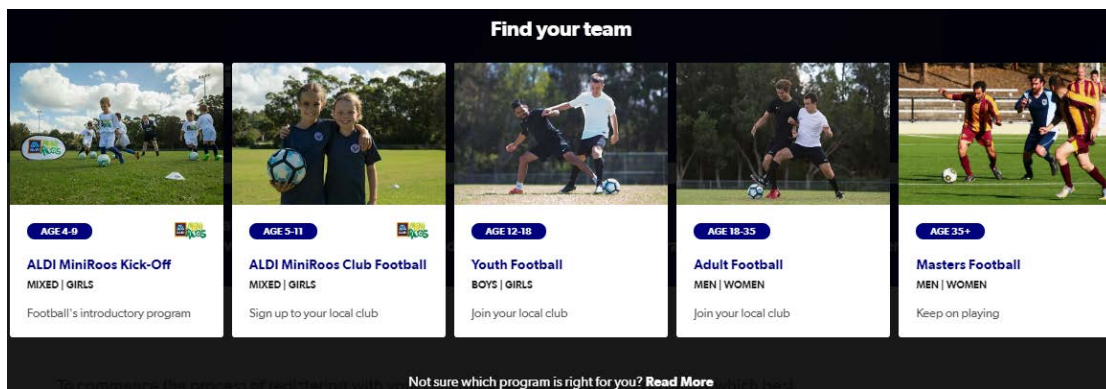 Find your team
AGE 4-9
ALDI MiniRoos Kick-Off
MIXED | GIRLS
Football's introductory program
AGE 5-11
ALDI MiniRoos Club Football
MIXED | GIRLS
Sign up to your local club
AGE 12-18
Youth Football
BOYS | GIRLS
Join your local club
AGE 18-35
Adult Football
MEN | WOMEN
Join your local club
AGE 35+
Masters Football
MEN | WOMEN
Keep on playing
Not sure which program is right for you? Read More